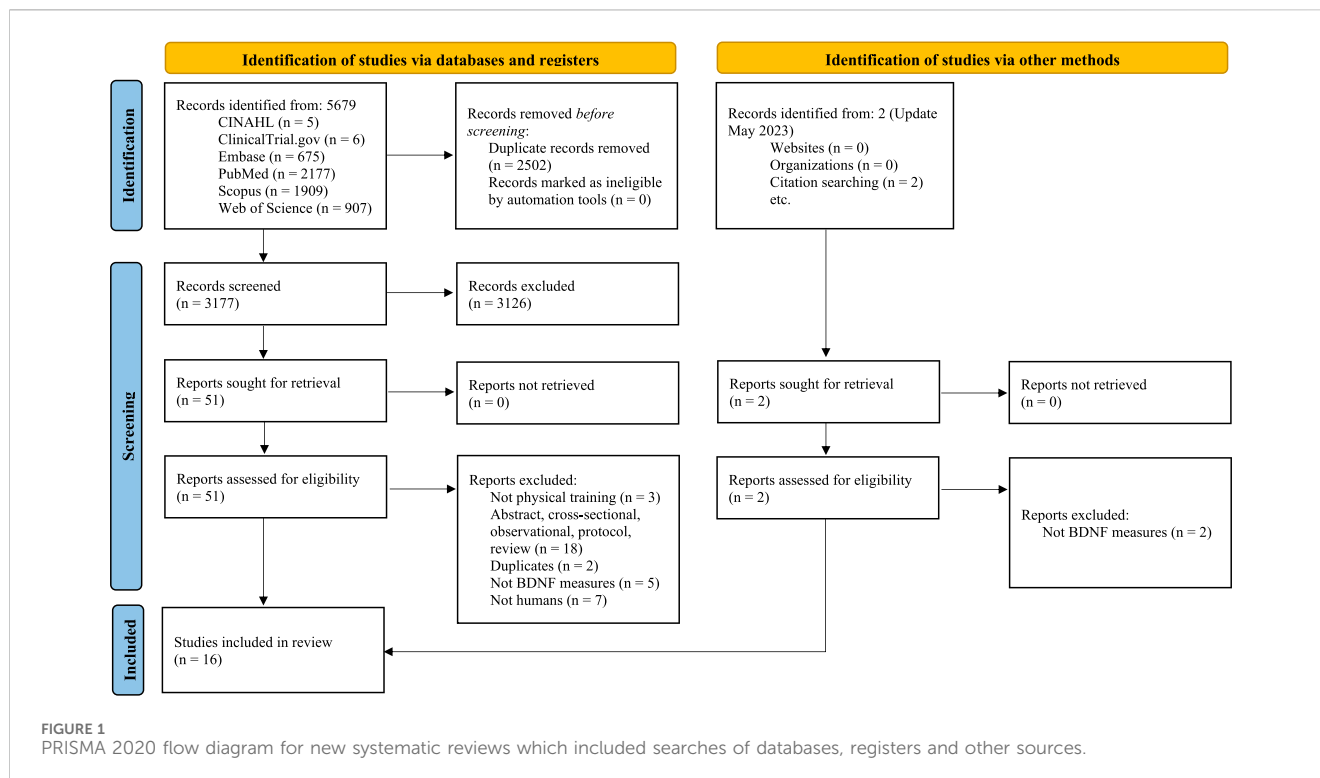 Identification of studies via databases and registers
Identification of studies via other methods
Identification
Records identified from: 5679
CINAHL (n = 5)
ClinicalTrial.gov (n = 6)
Embase (n = 675)
PubMed (n = 2177)
Scopus (n = 1909)
Web of Science (n = 907)
Records removed before
screening:
Duplicate records removed
(n = 2502)
Records marked as ineligible
by automation tools (n = 0)
Records identified from: 2 (Update
May 2023)
Websites (n = 0)
Organizations (n = 0)
Citation searching (n = 2)
etc.
Screening
Records screened
(n = 3177)
Records excluded
(n = 3126)
Reports sought for retrieval
(n = 51)
Reports not retrieved
(n = 0)
Reports sought for retrieval
(n = 2)
Reports not retrieved
(n = 0)
Reports assessed for eligibility
(n = 51)
Reports excluded:
Not physical training (n = 3)
Abstract, cross-sectional,
observational, protocol,
review (n = 18)
Duplicates (n = 2)
Not BDNF measures (n = 5)
Not humans (n = 7)
Reports assessed for eligibility
(n = 2)
Reports excluded:
Not BDNF measures (n = 2)
Included
Studies included in review
(n = 16)
FIGURE 1
PRISMA 2020 flow diagram for new systematic reviews which included searches of databases, registers and other sources.